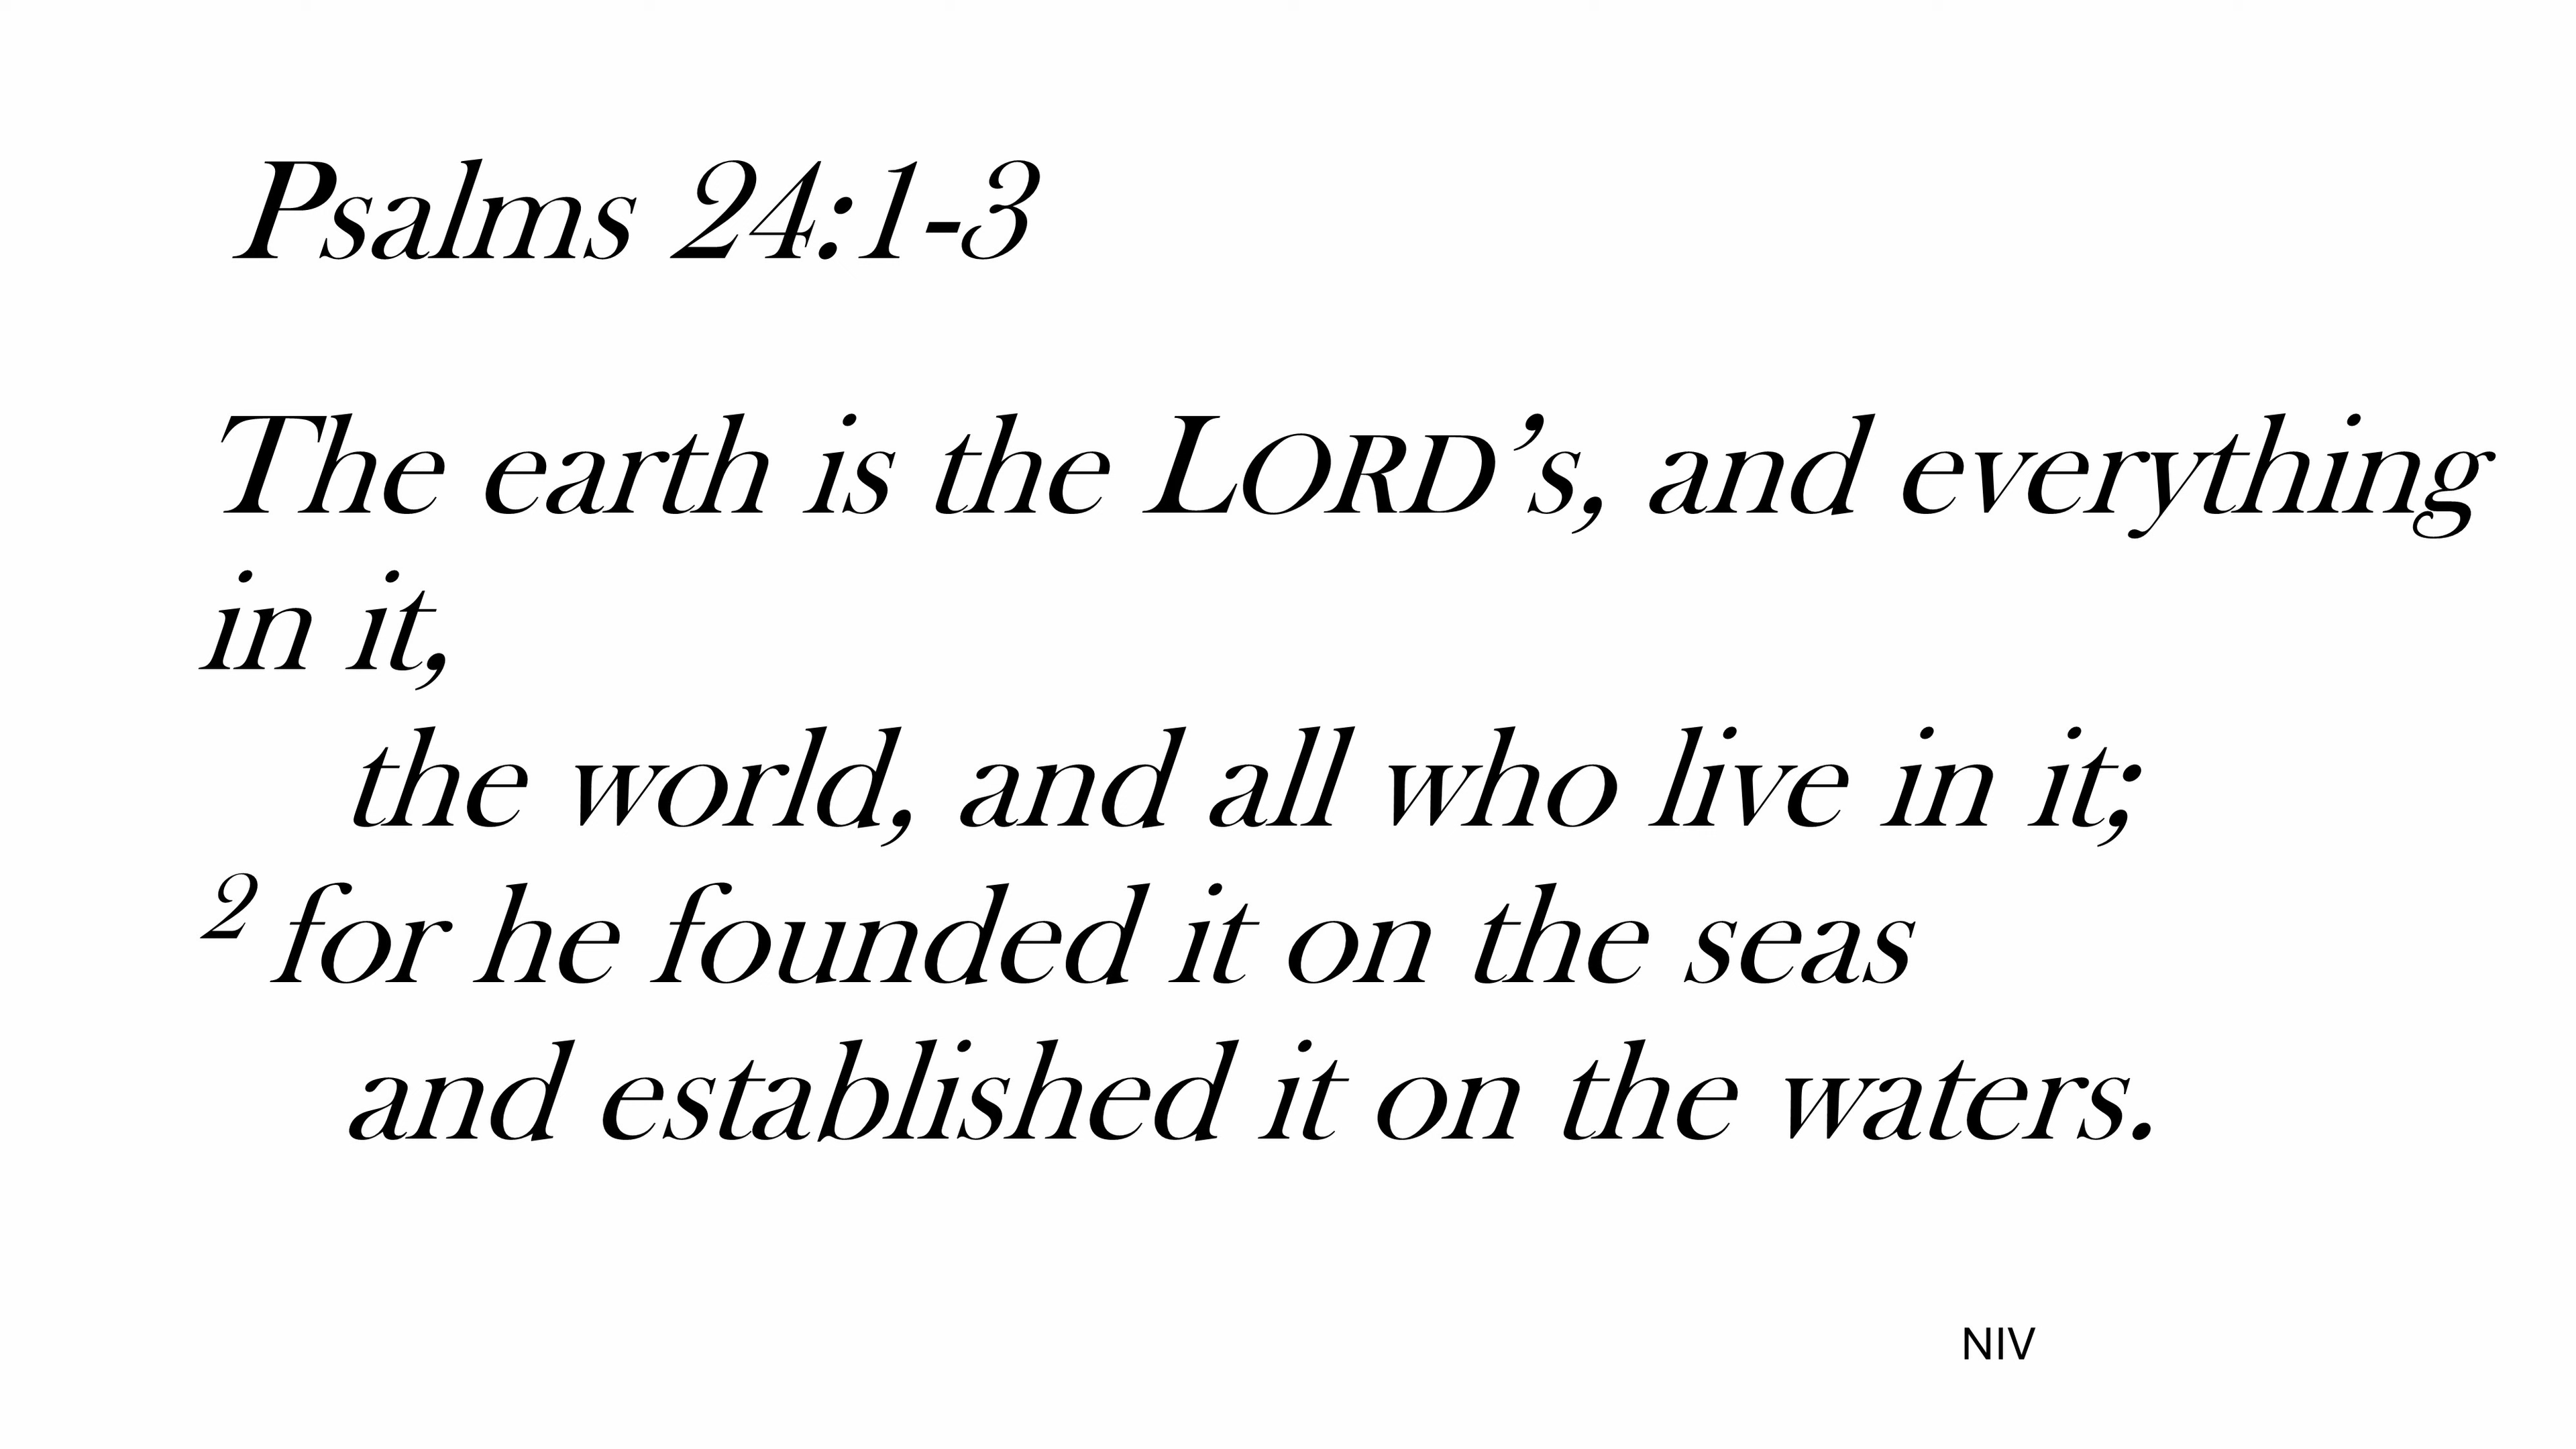 Psalms 24:1-3
The earth is the LORD’s, and everything
in it,
the world, and all who live in it;
2 for he founded it on the seas
and established it on the waters.
NIV